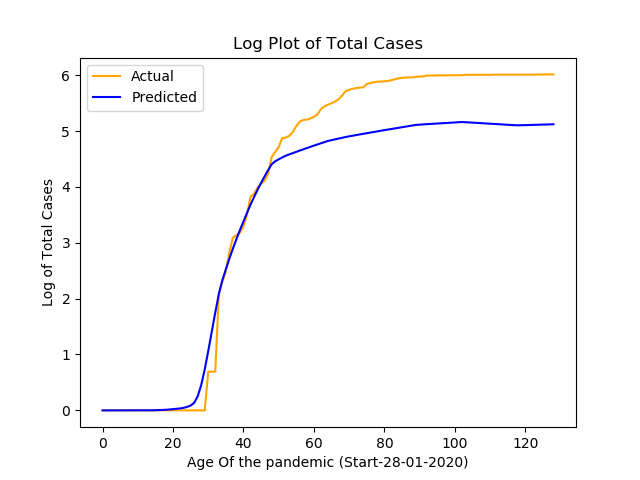 Log Plot of Total Cases
Actual
Predicted
6
5
4
3
2
1
0
Log of Total Cases
0 20 40 60 80 100 120
Age Of the pandemic (Start-28-01-2020)